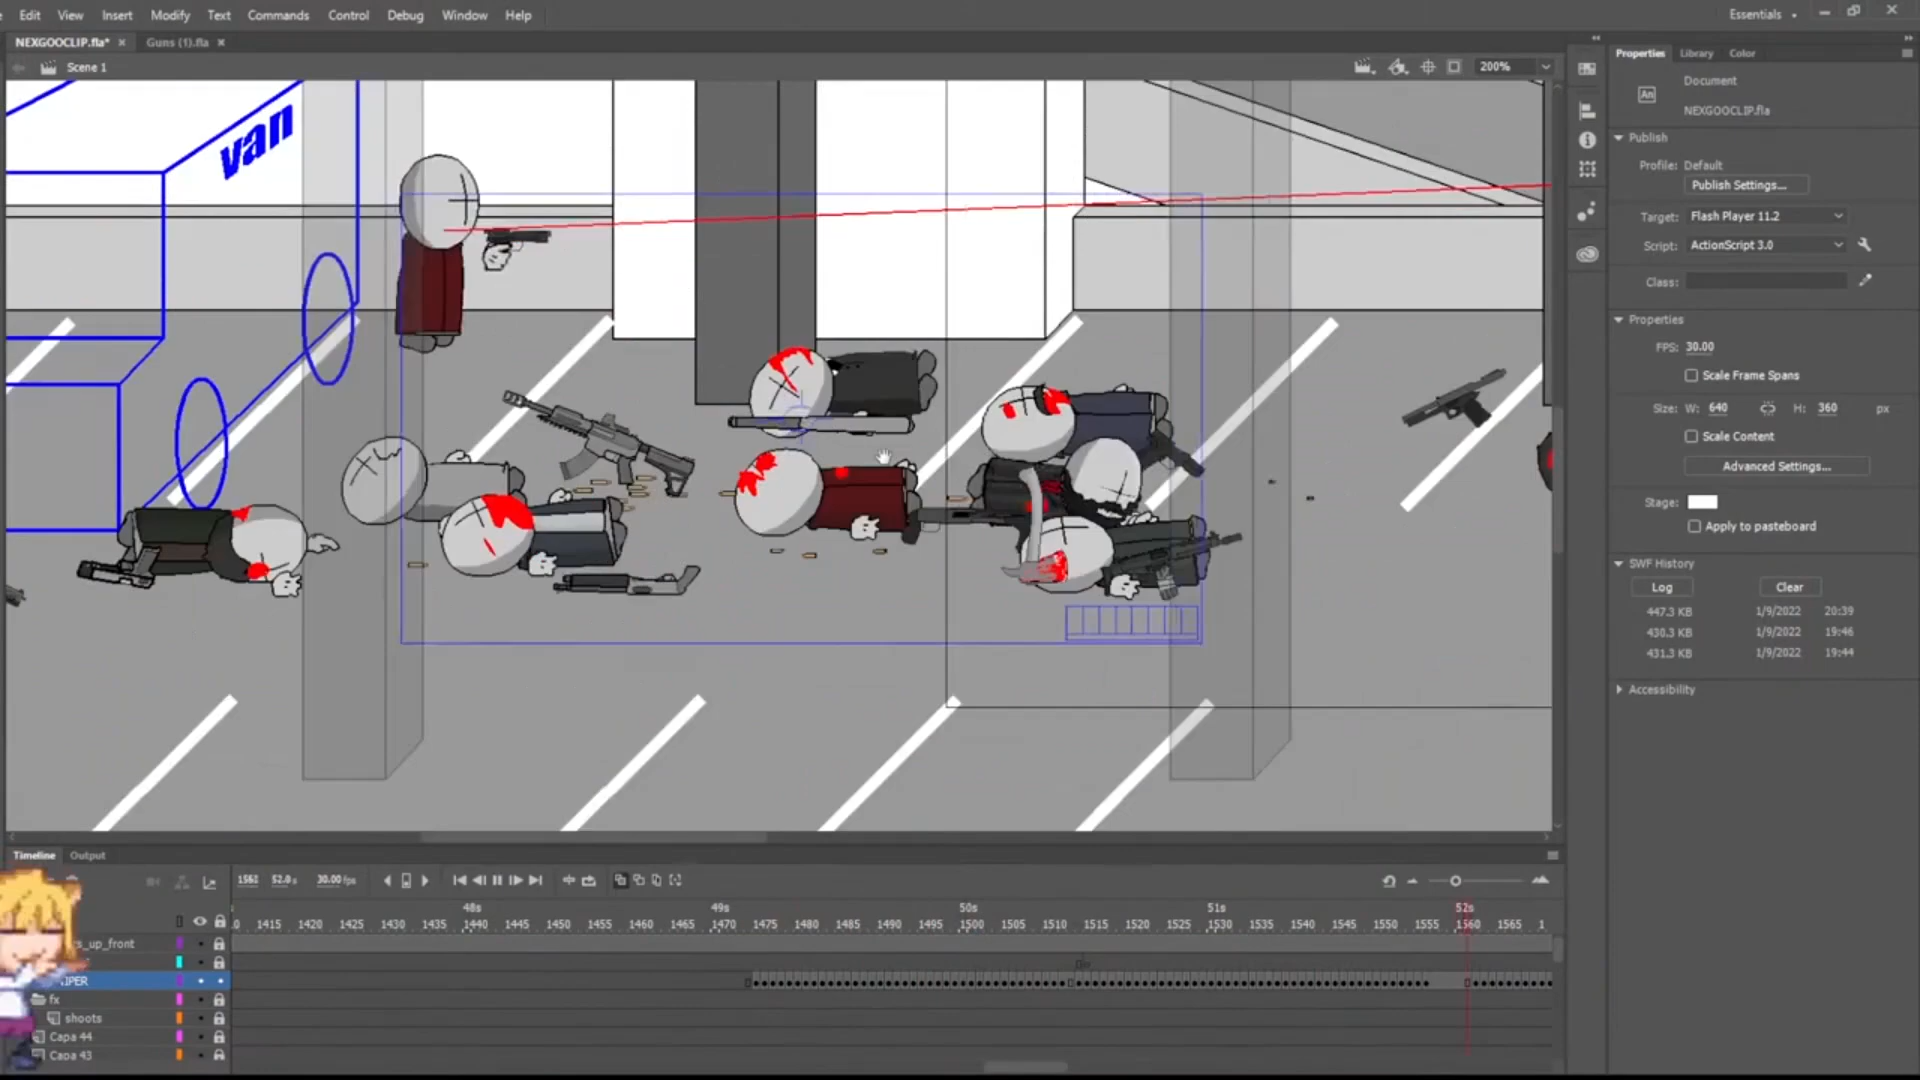 Edit View Insert Modify Text Commands Control Debug Window Help
Essentials
NEXGOOCLIP.fla* × Guns (1).fla ×
Scene 1
200%
van
Properties Library Color
Document
An
NEXGOOCLIP.fla
Publish
Profile: Default
Publish Settings...
Target: Flash Player 11.2
Script: ActionScript 3.0
Class:
Properties
FPS: 30.00
Scale Frame Spans
Size: W: 640 H: 360 px
Scale Content
Advanced Settings...
Stage:
Apply to pasteboard
SWF History
Log Clear
447.3 KB 1/9/2022 20:39
430.3 KB 1/9/2022 19:46
431.3 KB 1/9/2022 19:44
Accessibility
Timeline Output
1561 52.0 s 30.00 fps
48s 49s 50s 51s 52s
1415 1420 1425 1430 1435 1440 1445 1450 1455 1460 1465 1470 1475 1480 1485 1490 1495 1500 1505 1510 1515 1520 1525 1530 1535 1540 1545 1550 1555 1560 1565
s_up_front
IPER
fx
shoots
Capa 44
Capa 43